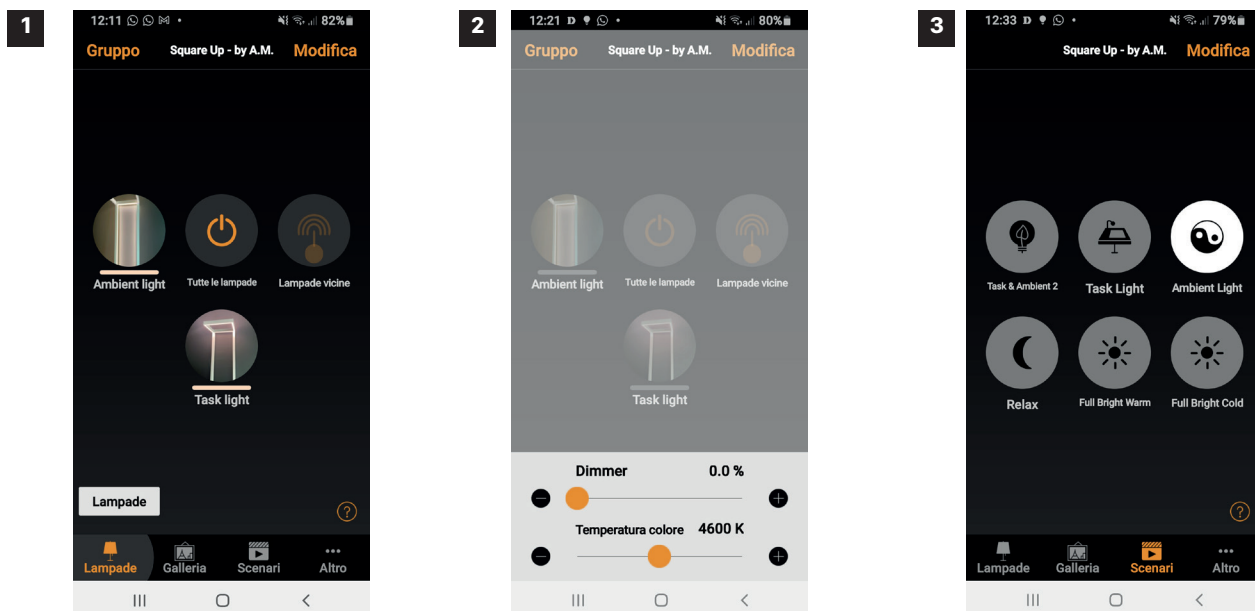 1
12:11 82%
Gruppo Square Up - by A.M. Modifica
Ambient light Tutte le lampade Lampade vicine
Task light
Lampade
?
Lampade Galleria Scenari Altro
2
12:21 D 80%
Gruppo Square Up - by A.M. Modifica
Ambient light Tutte le lampade Lampade vicine
Task light
Dimmer 0.0 %
Temperatura colore 4600 K
3
12:33 D 79%
Square Up - by A.M. Modifica
Task & Ambient 2 Task Light Ambient Light
Relax Full Bright Warm Full Bright Cold
?
Lampade Galleria Scenari Altro